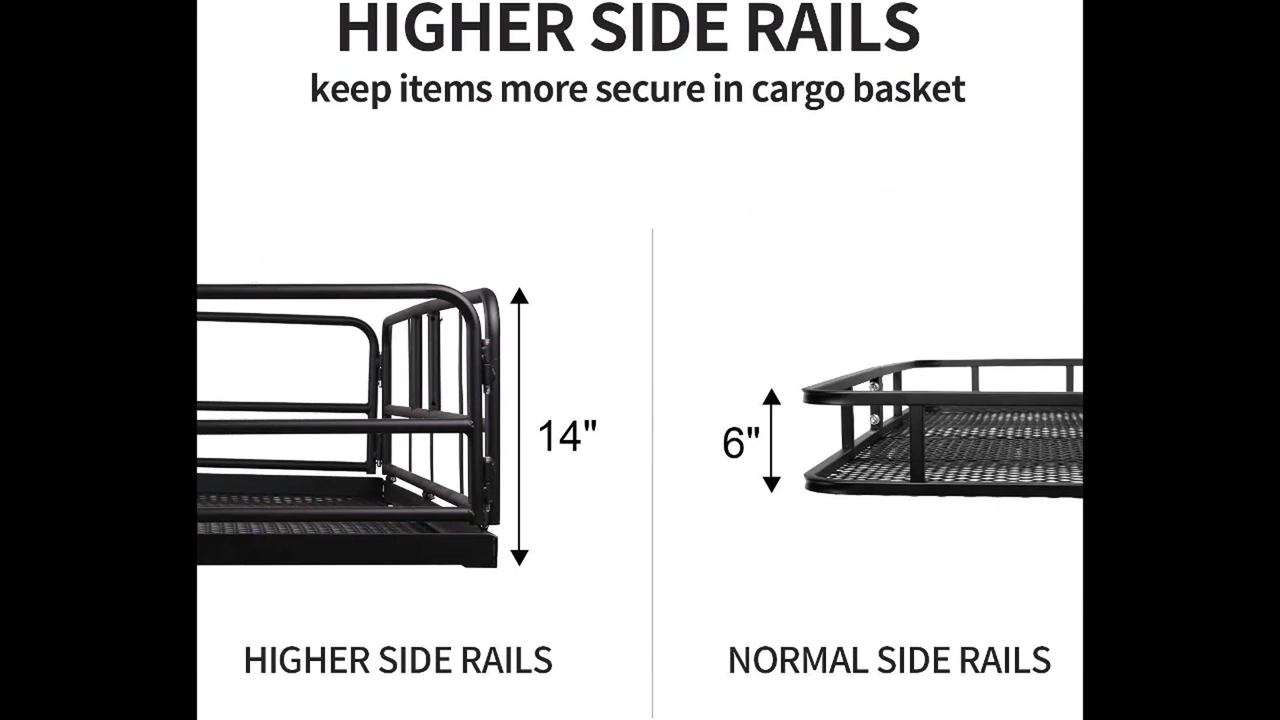 HIGHER SIDE RAILS
keep items more secure in cargo basket
14"
6"
HIGHER SIDE RAILS
NORMAL SIDE RAILS